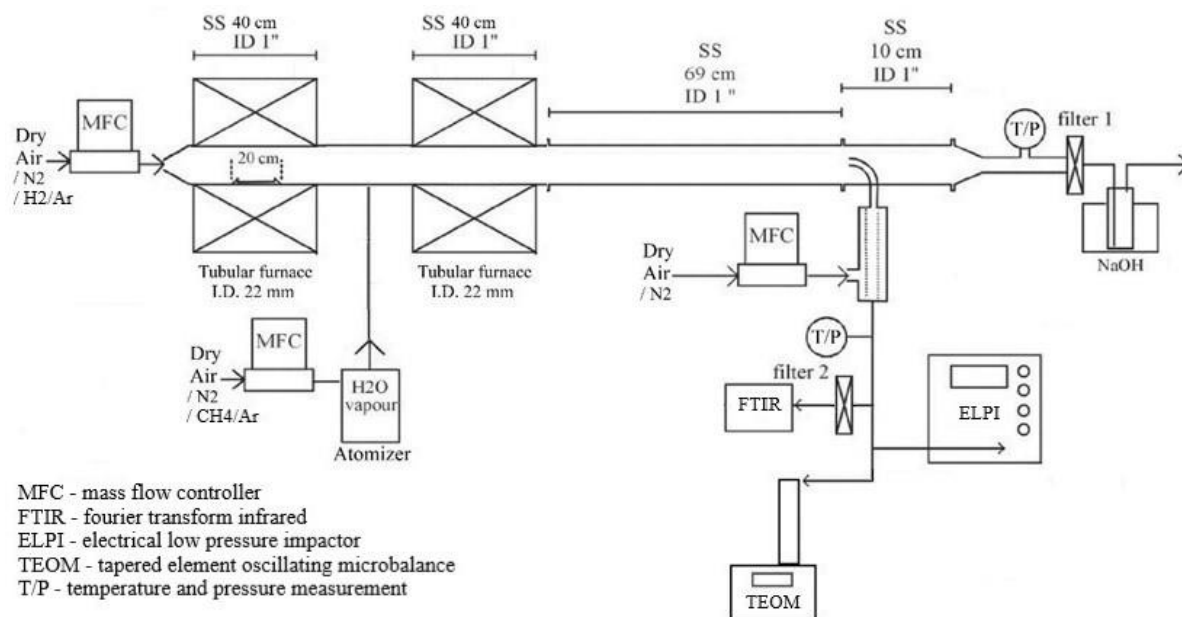 SS 40 cm
ID 1"
SS 40 cm
ID 1"
SS
69 cm
ID 1 "
SS
10 cm
ID 1"
MFC
Dry
Air
/ N2
/ H2/Ar
20 cm
T/P
filter 1
NaOH
Tubular furnace
I.D. 22 mm
Tubular furnace
I.D. 22 mm
MFC
Dry
Air
/ N2
MFC
Dry
Air
/ N2
/ CH4/Ar
H2O
vapour
Atomizer
T/P
filter 2
FTIR
ELPI
TEOM
MFC - mass flow controller
FTIR - fourier transform infrared
ELPI - electrical low pressure impactor
TEOM - tapered element oscillating microbalance
T/P - temperature and pressure measurement